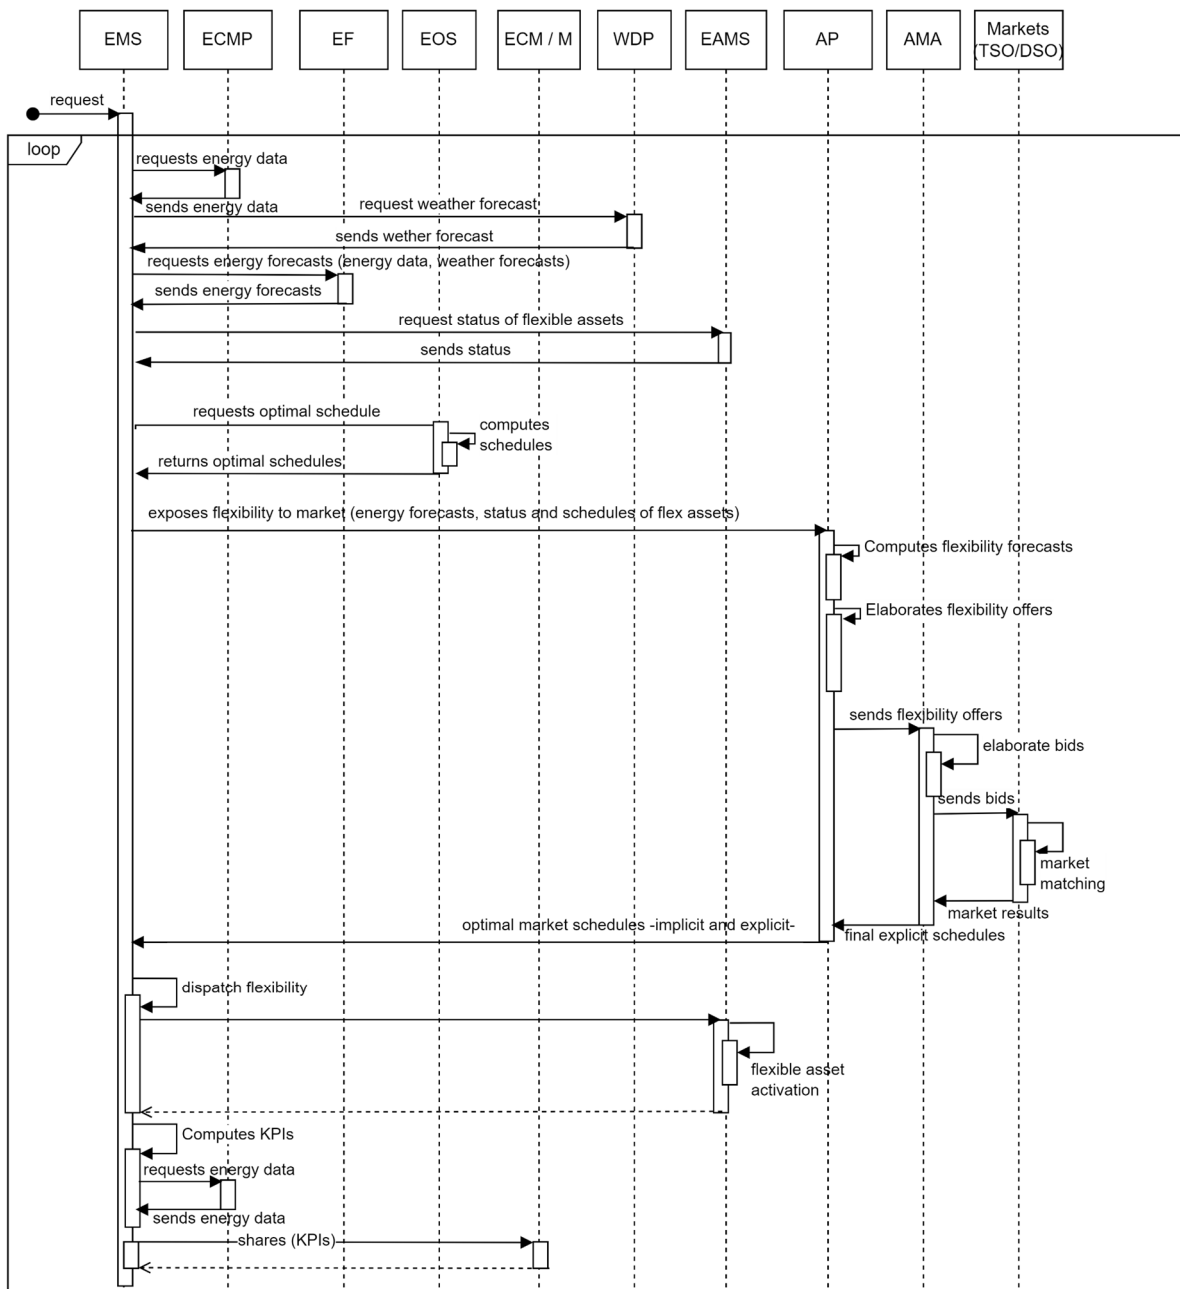 EMS
ECMP
EF
EOS
ECM / M
WDP
EAMS
AP
AMA
Markets
(TSO/DSO)
request
loop
requests energy data
sends energy data
request weather forecast
sends wether forecast
requests energy forecasts (energy data, weather forecasts)
sends energy forecasts
request status of flexible assets
sends status
requests optimal schedule
computes
schedules
returns optimal schedules
exposes flexibility to market (energy forecasts, status and schedules of flex assets)
Computes flexibility forecasts
Elaborates flexibility offers
sends flexibility offers
elaborate bids
sends bids
market
matching
market results
optimal market schedules -implicit and explicit-
final explicit schedules
dispatch flexibility
flexible asset
activation
Computes KPIs
requests energy data
sends energy data
shares (KPIs)